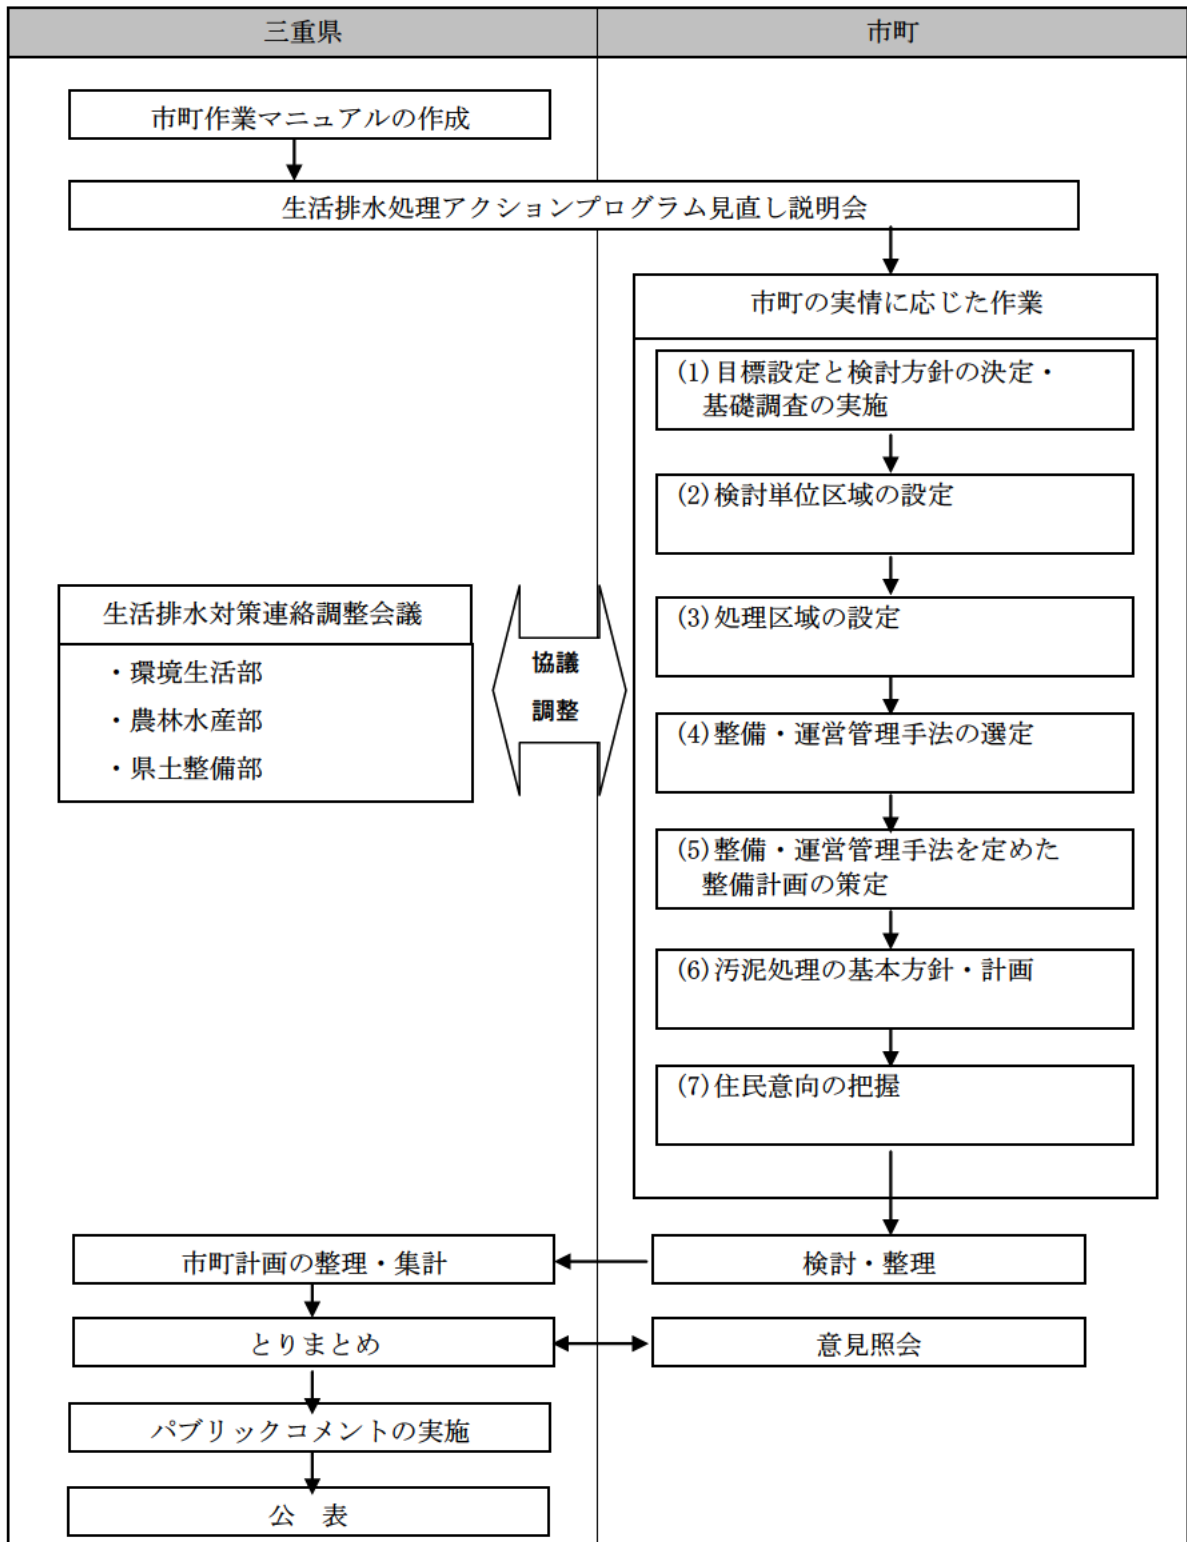 三重県
市町
市町作業マニュアルの作成
生活排水処理アクションプログラム見直し説明会
市町の実情に応じた作業
(1)目標設定と検討方針の決定・
基礎調査の実施
(2)検討単位区域の設定
(3)処理区域の設定
(4)整備・運営管理手法の選定
(5)整備・運営管理手法を定めた
整備計画の策定
(6)汚泥処理の基本方針・計画
(7)住民意向の把握
生活排水対策連絡調整会議
・環境生活部
・農林水産部
・県土整備部
協議
調整
検討・整理
市町計画の整理・集計
とりまとめ
意見照会
パブリックコメントの実施
公　表